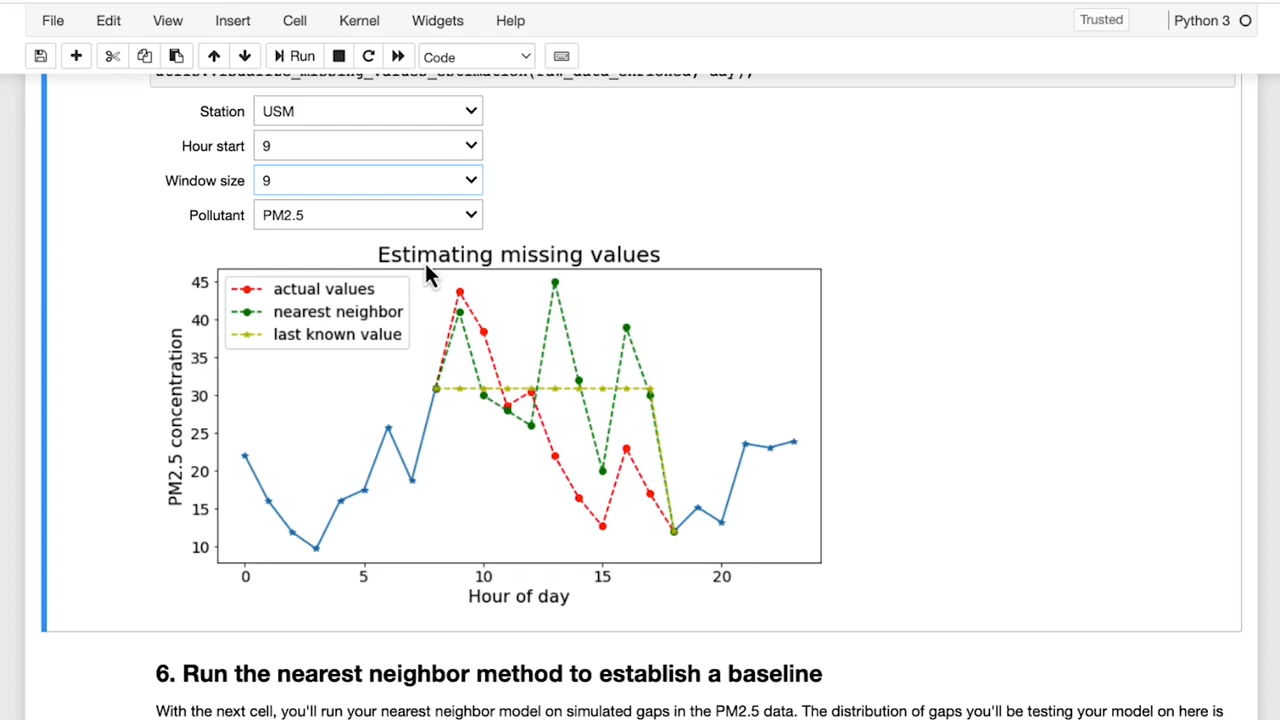 File Edit View Insert Cell Kernel Widgets Help Trusted Python 3
Run Code
Station USM
Hour start 9
Window size 9
Pollutant PM2.5
Estimating missing values
actual values
nearest neighbor
last known value
PM2.5 concentration
45
40
35
30
25
20
15
10
0 5 10 15 20
Hour of day
6. Run the nearest neighbor method to establish a baseline
With the next cell, you'll run your nearest neighbor model on simulated gaps in the PM2.5 data. The distribution of gaps you'll be testing your model on here is